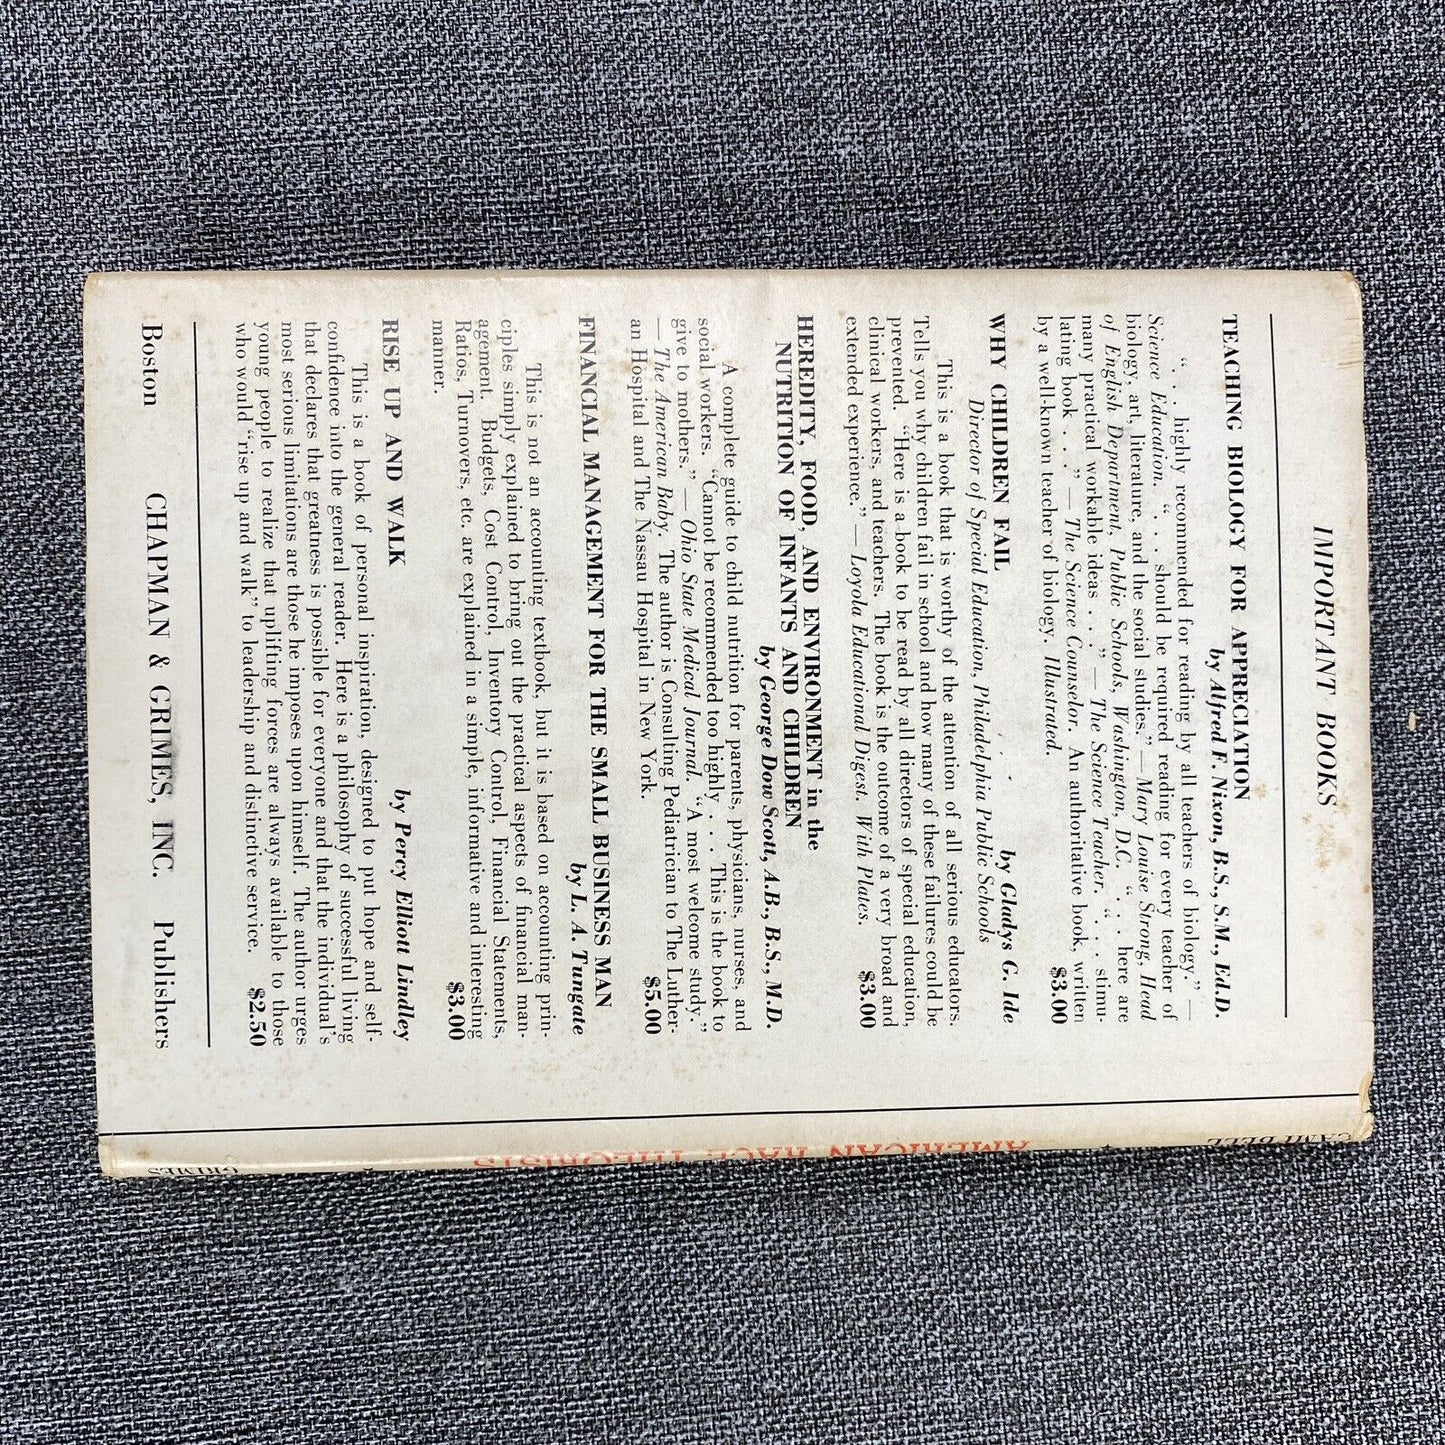 IMPORTANT BOOKS
TEACHING BIOLOGY FOR APPRECIATION
by Alfred F. Nixon, B.S., S.M., Ed.D.
“. . . highly recommended for reading by all teachers of biology.” —
Science Education. “. . . should be required reading for every teacher of
biology, art, literature, and the social studies.” — Mary Louise Strong, Head
of English Department, Public Schools, Washington, D.C. “. . . here are
many practical workable ideas . . .” — The Science Teacher. “. . . stimu-
lating book . . .” — The Science Counselor. An authoritative book, written
by a well-known teacher of biology. Illustrated. $3.00
WHY CHILDREN FAIL by Gladys G. Ide
Director of Special Education, Philadelphia Public Schools
This is a book that is worthy of the attention of all serious educators.
Tells you why children fail in school and how many of these failures could be
prevented. “Here is a book to be read by all directors of special education,
clinical workers, and teachers. The book is the outcome of a very broad and
extended experience.” — Loyola Educational Digest. With Plates. $3.00
HEREDITY, FOOD, AND ENVIRONMENT in the
NUTRITION OF INFANTS AND CHILDREN
by George Dow Scott, A.B., B.S., M.D.
A complete guide to child nutrition for parents, physicians, nurses, and
social workers. “Cannot be recommended too highly . . . This is the book to
give to mothers.” — Ohio State Medical Journal. “A most welcome study.”
— The American Baby. The author is Consulting Pediatrician to The Luther-
an Hospital and The Nassau Hospital in New York. $5.00
FINANCIAL MANAGEMENT FOR THE SMALL BUSINESS MAN
by L. A. Tungate
This is not an accounting textbook, but it is based on accounting prin-
ciples simply explained to bring out the practical aspects of financial man-
agement. Budgets, Cost Control, Inventory Control, Financial Statements,
Ratios, Turnovers, etc. are explained in a simple, informative and interesting
manner. $3.00
RISE UP AND WALK by Percy Elliott Lindley
This is a book of personal inspiration, designed to put hope and self-
confidence into the general reader. Here is a philosophy of successful living
that declares that greatness is possible for everyone and that the individual’s
most serious limitations are those he imposes upon himself. The author urges
young people to realize that uplifting forces are always available to those
who would “rise up and walk” to leadership and distinctive service. $2.50
Boston CHAPMAN & GRIMES, INC. Publishers
AMERICAN RACE THEORISTS
GRIMES